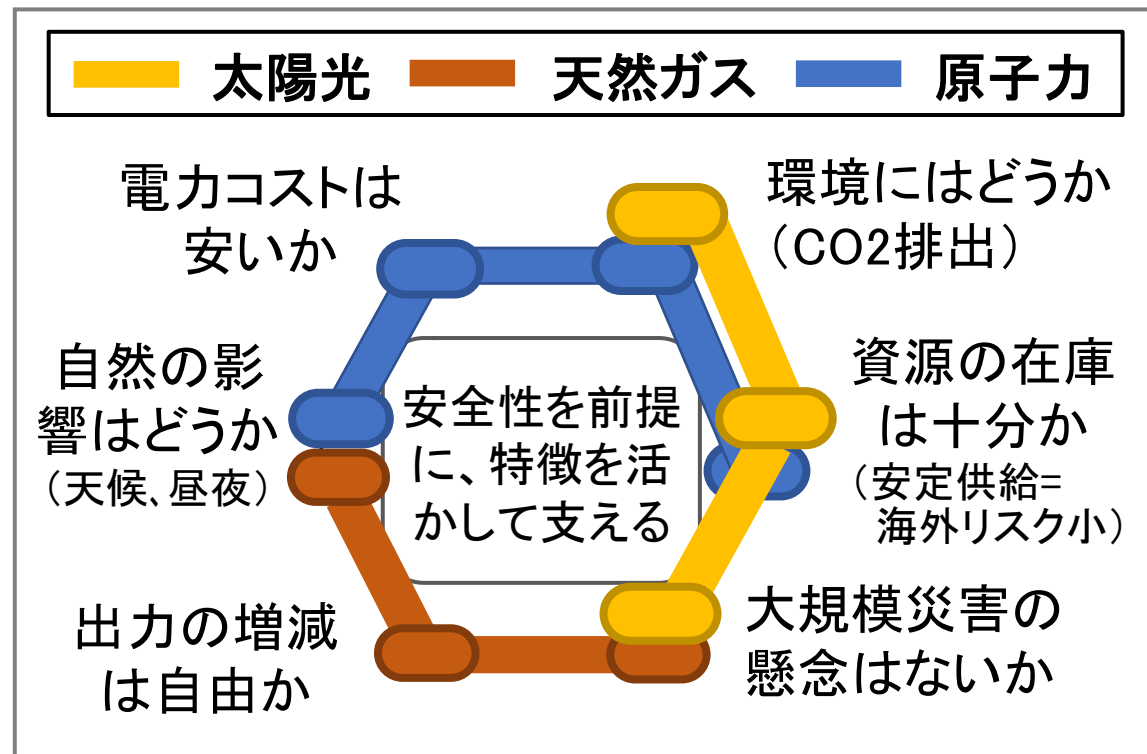 太陽光 天然ガス 原子力
電力コストは
安いか
環境にはどうか
（CO2排出）
自然の影
響はどうか
（天候、昼夜）
安全性を前提
に、特徴を活
かして支える
資源の在庫
は十分か
（安定供給=
海外リスク小）
出力の増減
は自由か
大規模災害の
懸念はないか